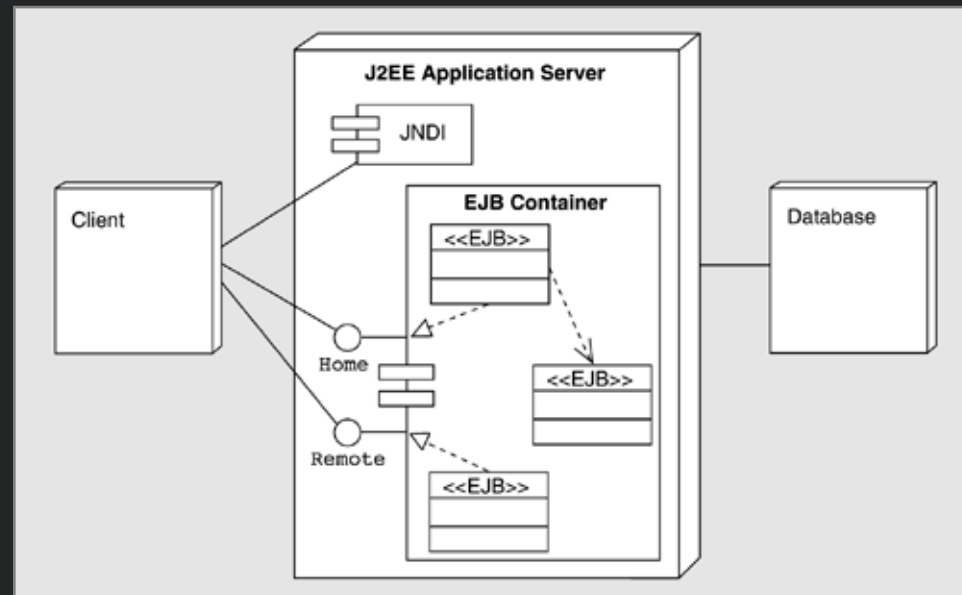 J2EE Application Server
JNDI
Client
EJB Container
Database
<<EJB>>
Home
<<EJB>>
Remote
<<EJB>>